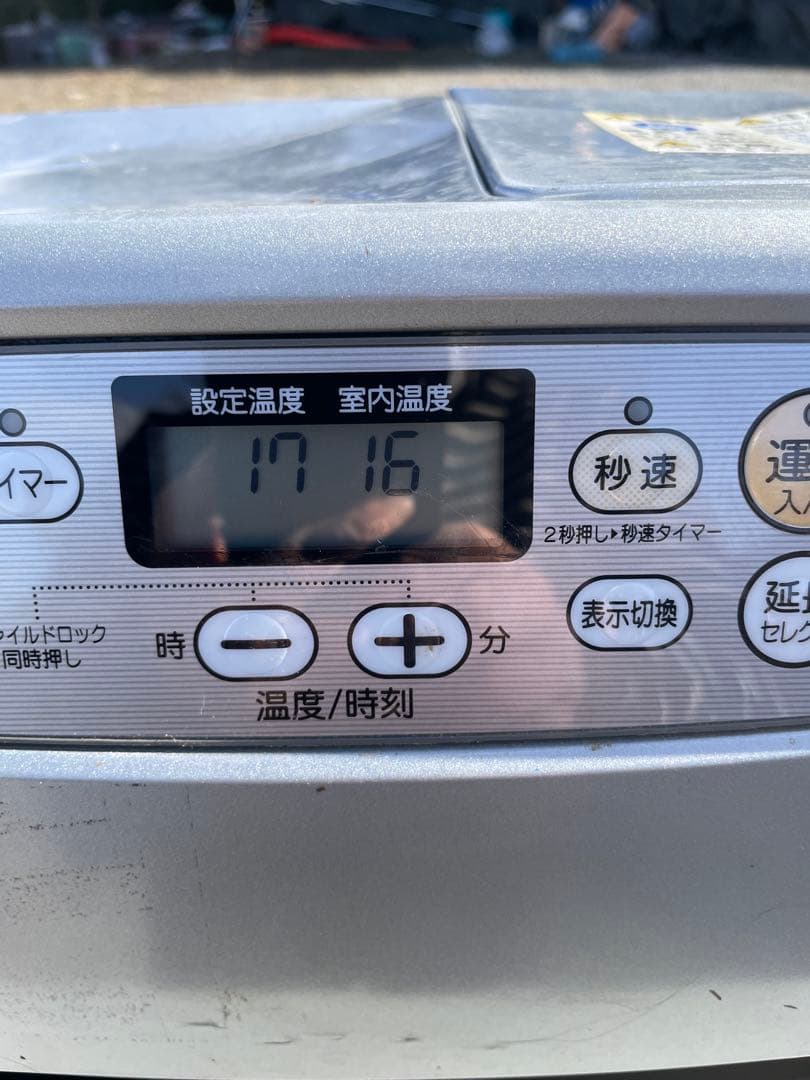 設定温度 室内温度
17 16
イマー
秒速
運
入/
2秒押し▸秒速タイマー
表示切換
延
セレク
イルドロック
同時押し
時 − + 分
温度/時刻